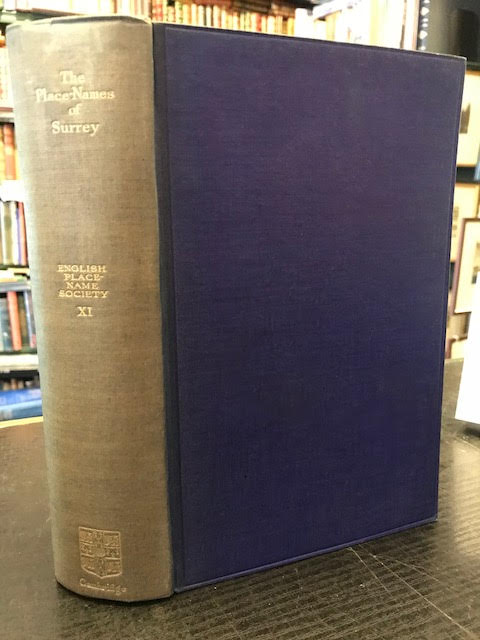 The
Place-Names
of
Surrey
ENGLISH
PLACE-
NAME
SOCIETY
XI
Cambridge